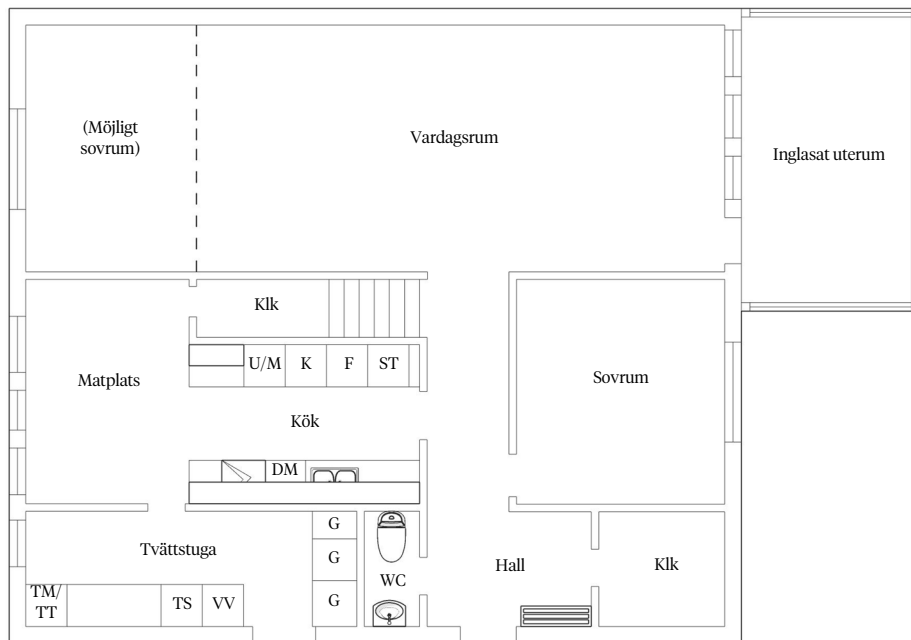 (Möjligt
sovrum)
Vardagsrum
Inglasat uterum
Klk
Matplats
U/M
K
F
ST
Sovrum
Kök
DM
Tvättstuga
G
G
G
WC
Hall
Klk
TM/
TT
TS
VV